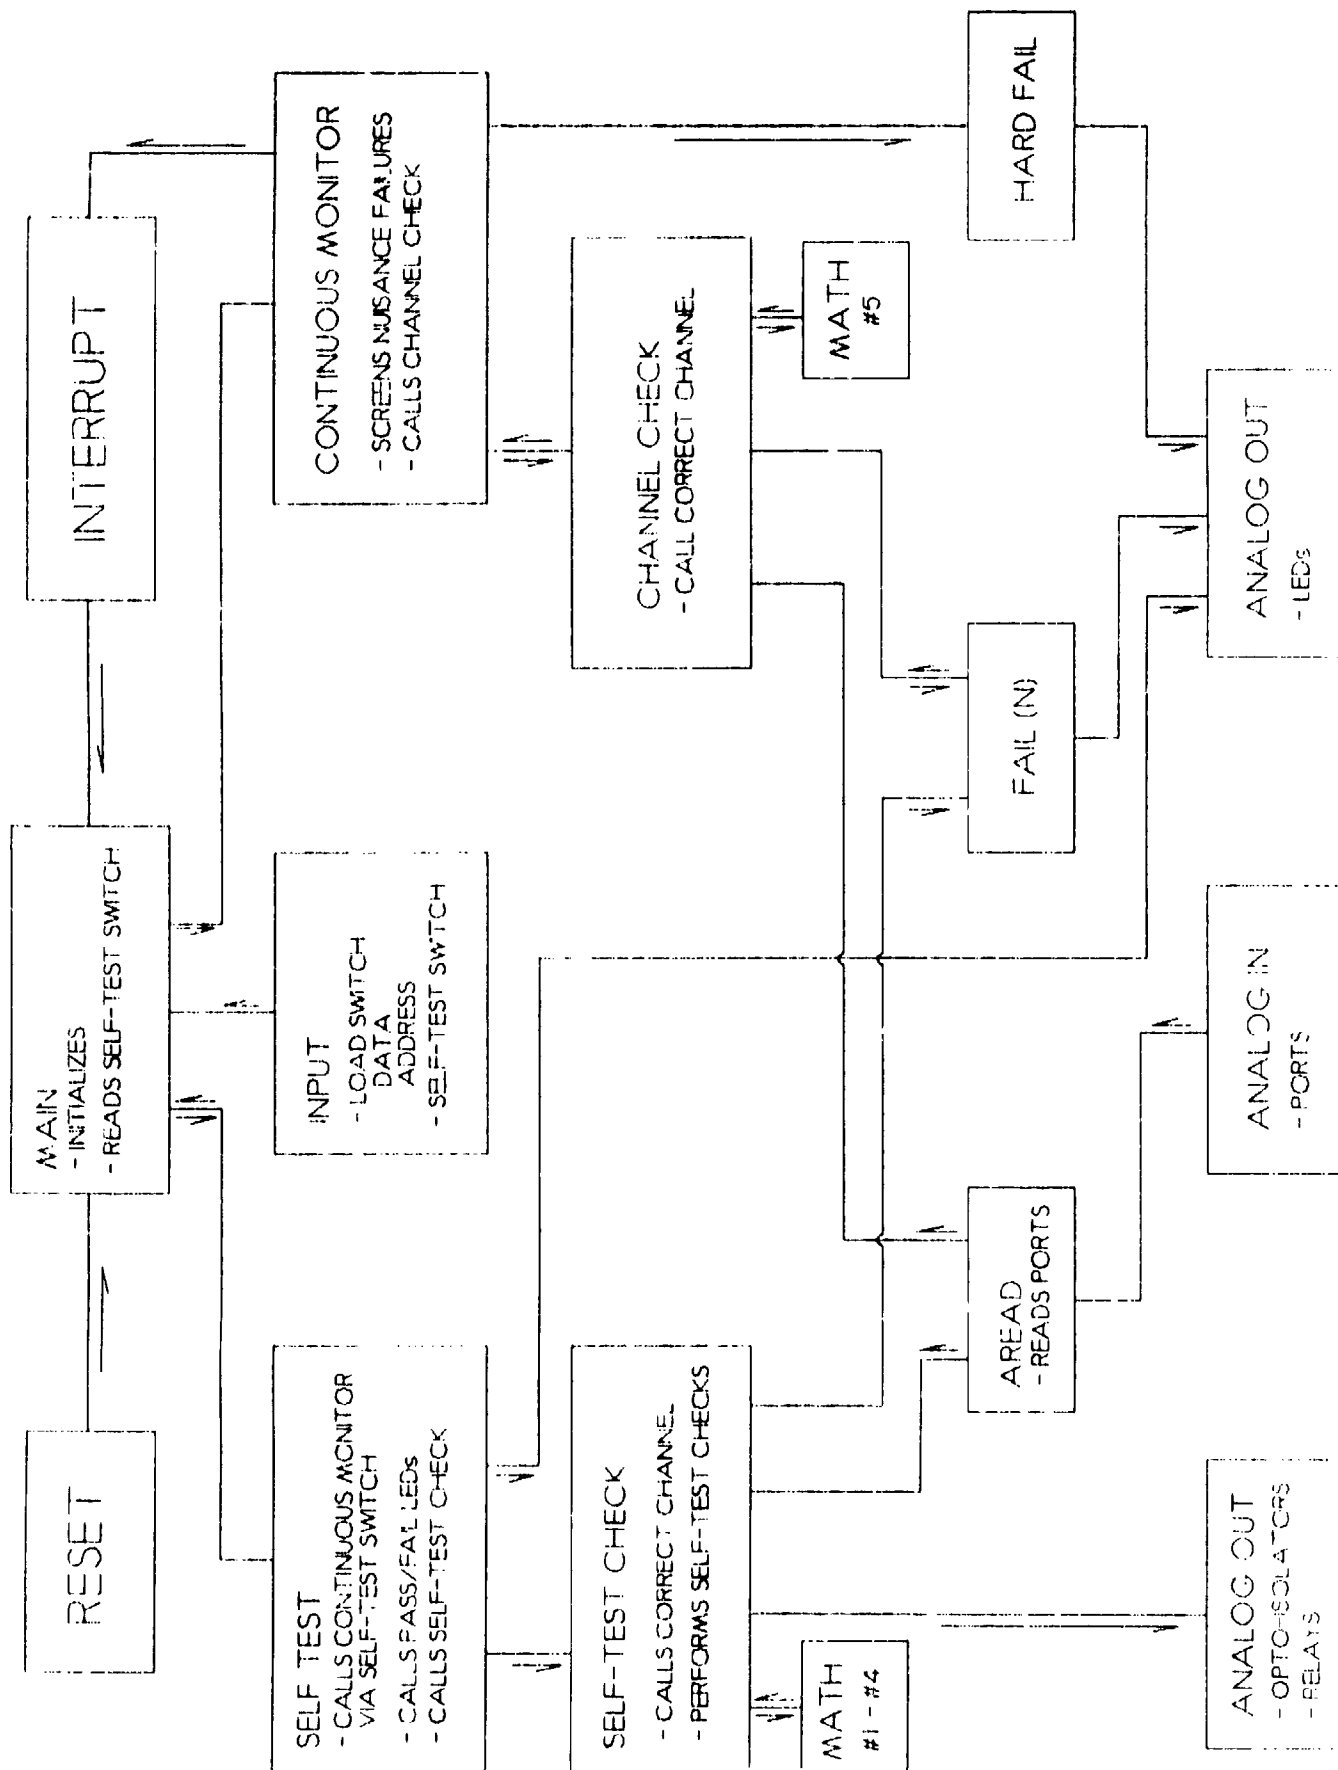 RESET
MAIN
- INITIALIZES
- READS SELF-TEST SWITCH
INTERRUPT
SELF TEST
- CALLS CONTINUOUS MONITOR
VIA SELF-TEST SWITCH
- CALLS PASS/FAIL LEDs
- CALLS SELF-TEST CHECK
INPUT
- LOAD SWITCH
DATA
ADDRESS
- SELF-TEST SWITCH
CONTINUOUS MONITOR
- SCREENS NUISANCE FAILURES
- CALLS CHANNEL CHECK
SELF-TEST CHECK
- CALLS CORRECT CHANNEL
- PERFORMS SELF-TEST CHECKS
CHANNEL CHECK
- CALL CORRECT CHANNEL
MATH
#1 - #4
MATH
#5
AREAD
- READS PORTS
FAIL (N)
HARD FAIL
ANALOG OUT
- OPTO-ISOLATORS
- RELAYS
ANALOG IN
- PORTS
ANALOG OUT
- LEDs